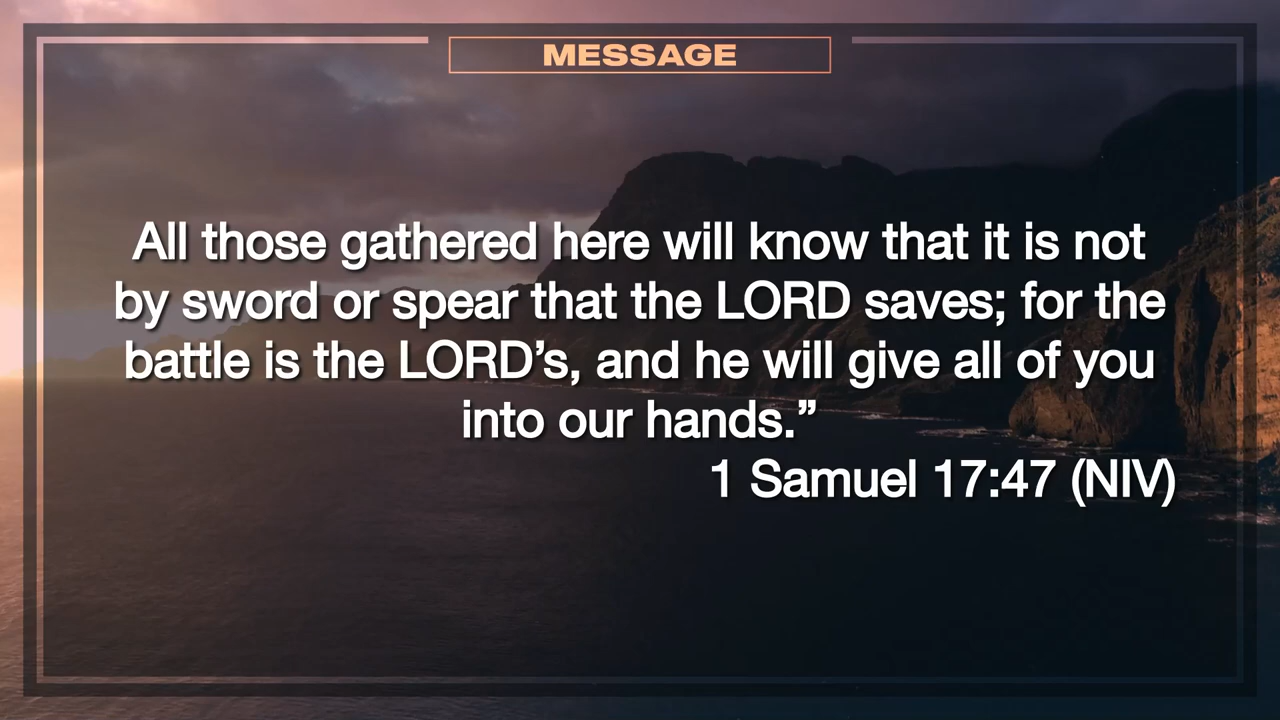 MESSAGE
All those gathered here will know that it is not
by sword or spear that the LORD saves; for the
battle is the LORD’s, and he will give all of you
into our hands.”
1 Samuel 17:47 (NIV)